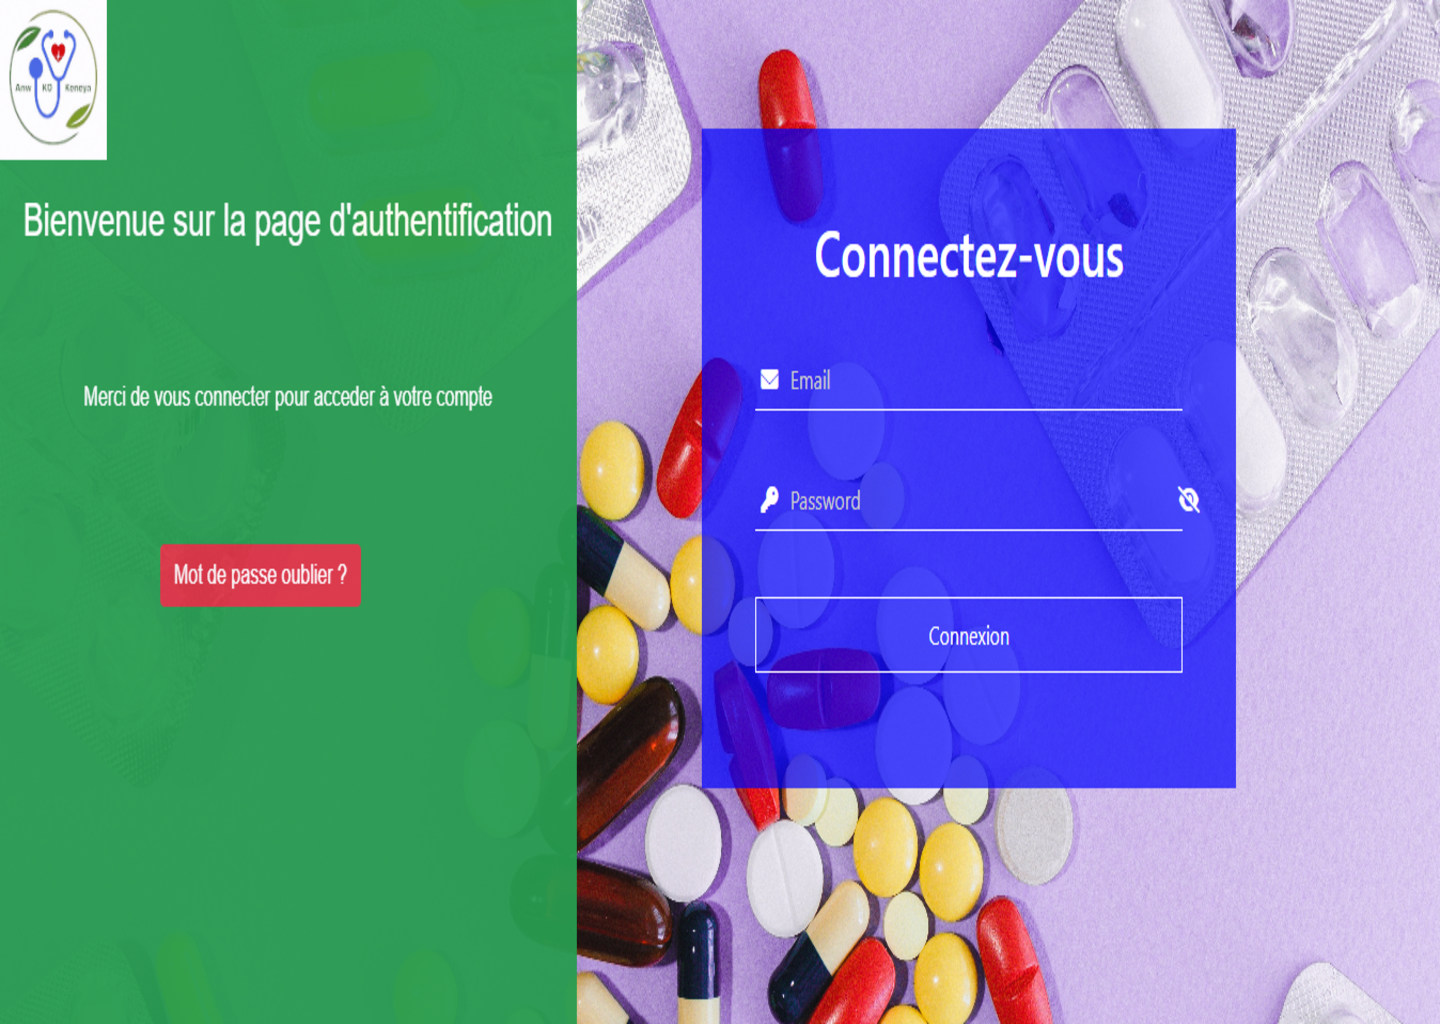 Anw KO Keneya
Bienvenue sur la page d'authentification
Merci de vous connecter pour acceder à votre compte
Mot de passe oublier ?
Connectez-vous
Email
Password
Connexion